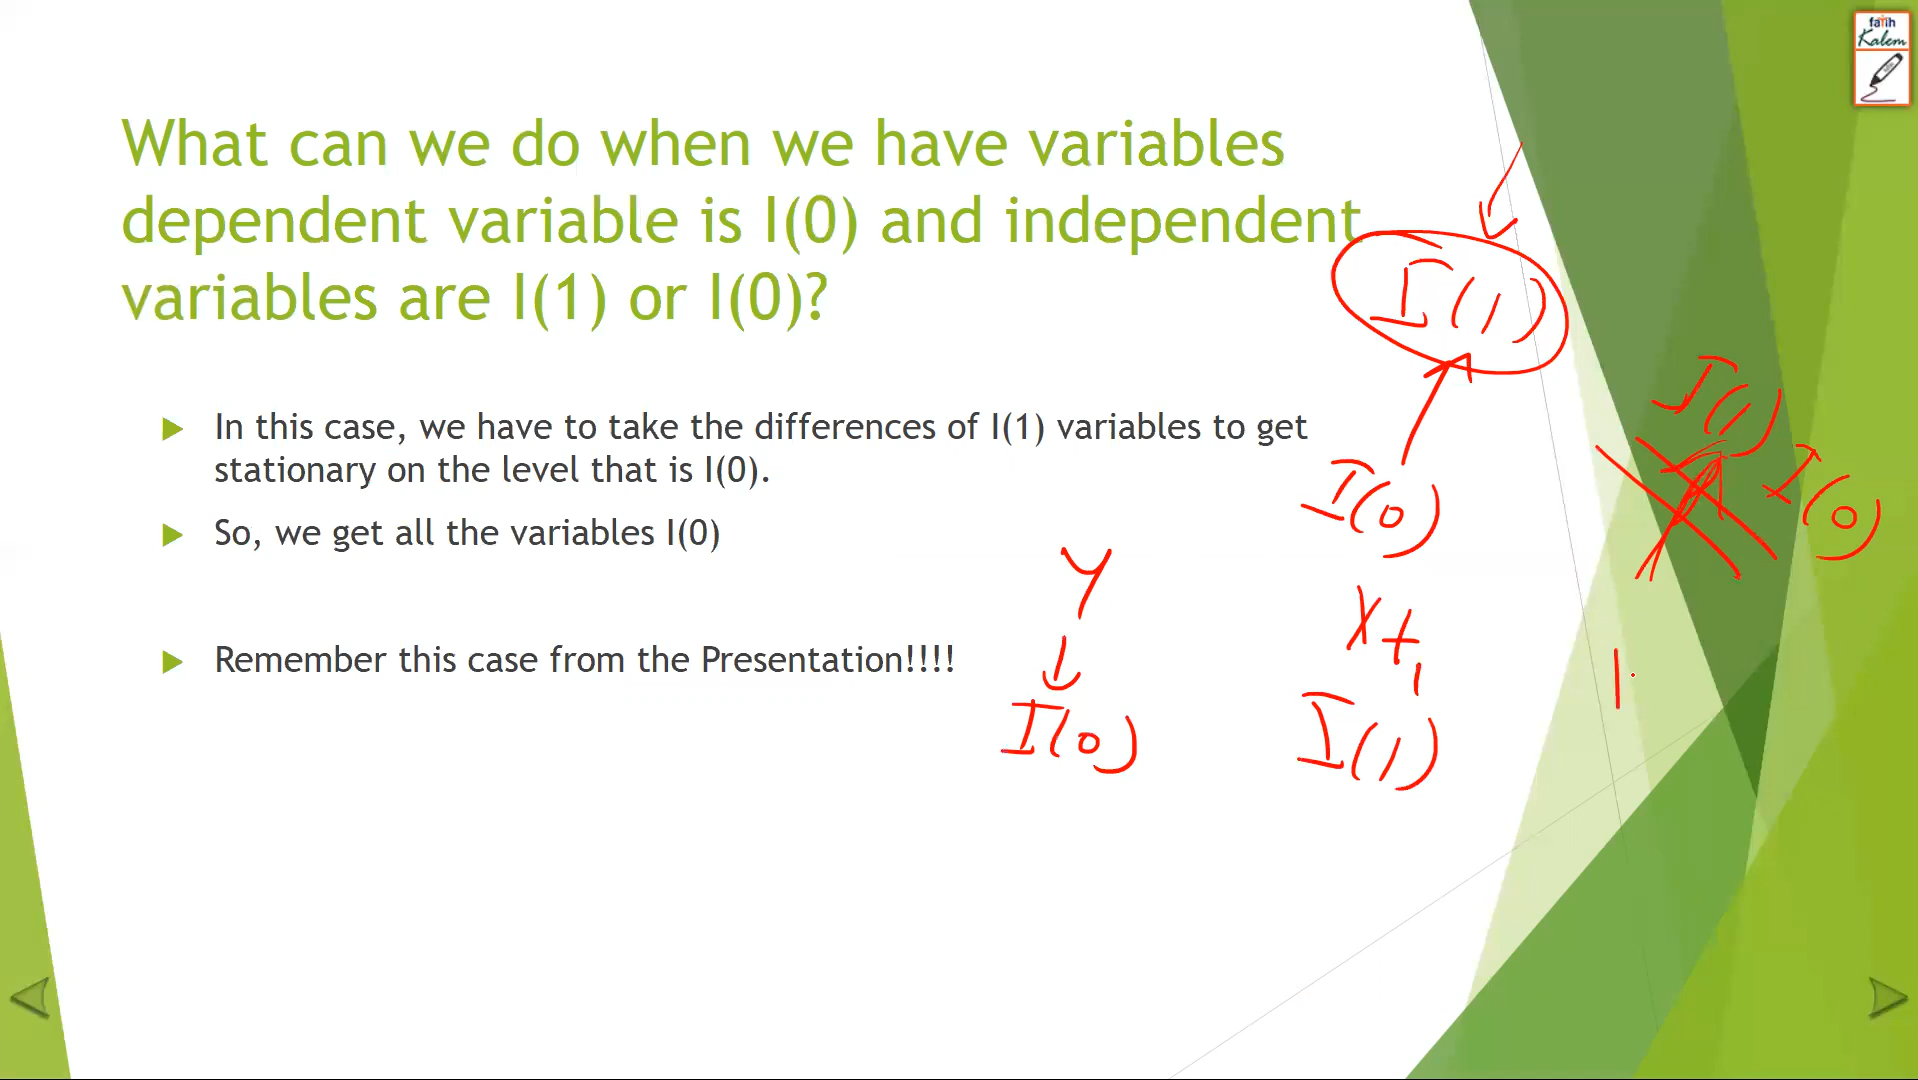 fatih
Kalem
What can we do when we have variables
dependent variable is I(0) and independent
variables are I(1) or I(0)?
I(1)
I(1)
In this case, we have to take the differences of I(1) variables to get
stationary on the level that is I(0).
I(0)
I(0)
So, we get all the variables I(0)
Y
X t1
Remember this case from the Presentation!!!!
I(0)
I(1)